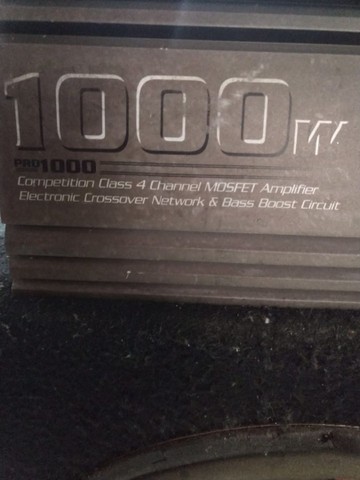 1000W
PRO1000
Competition Class 4 Channel MOSFET Amplifier
Electronic Crossover Network & Bass Boost Circuit